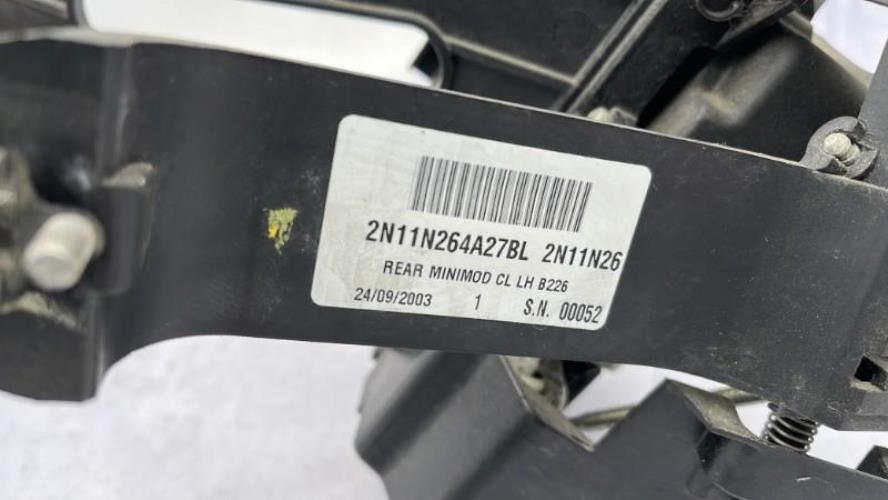 2N11N264A27BL 2N11N26
REAR MINIMOD CL LH B226
24/09/2003 1 S.N. 00052